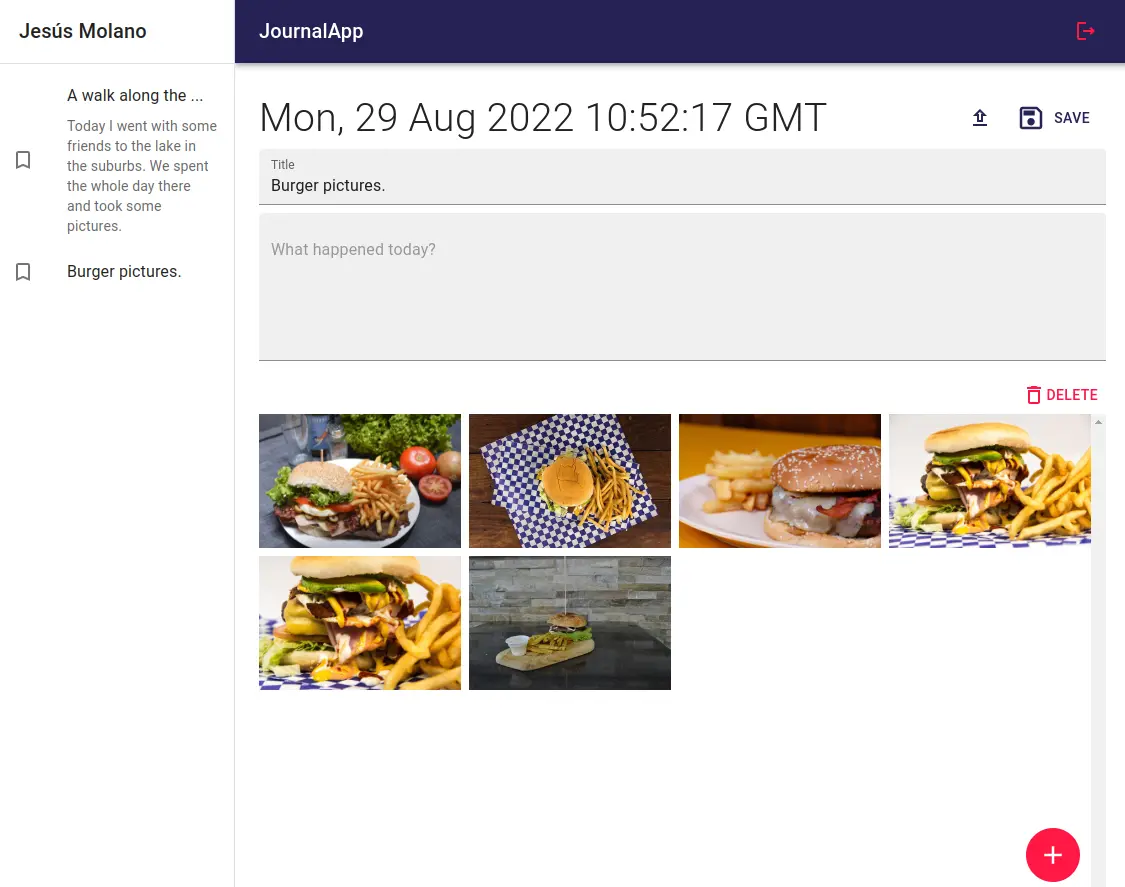 Jesús Molano
JournalApp
A walk along the ...
Today I went with some
friends to the lake in
the suburbs. We spent
the whole day there
and took some
pictures.
Burger pictures.
Mon, 29 Aug 2022 10:52:17 GMT
SAVE
Title
Burger pictures.
What happened today?
DELETE